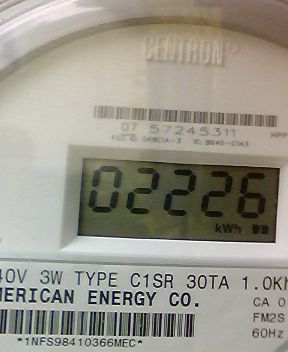 CENTRON
07 57245311
02226
kWh
40V 3W TYPE C1SR 30TA 1.0K
MERICAN ENERGY CO.
CA 0
FM2S
60Hz
*1NFS98410366MEC*